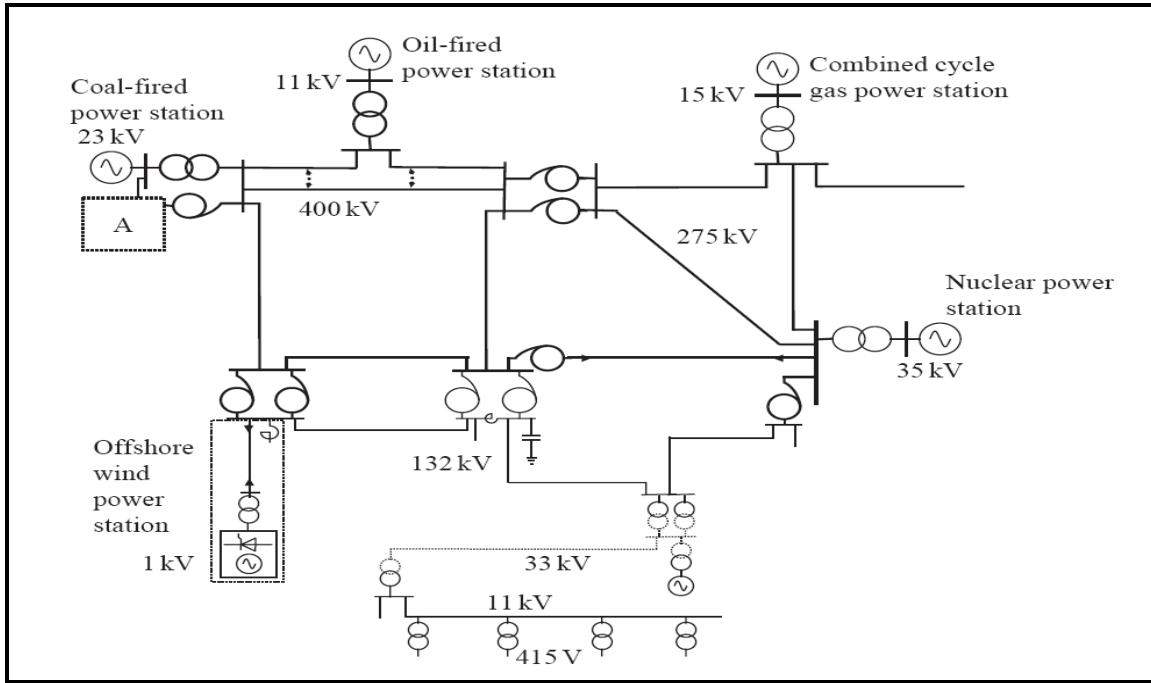 Oil-fired
power station
11 kV
Combined cycle
gas power station
15 kV
Coal-fired
power station
23 kV
A
400 kV
275 kV
Nuclear power
station
35 kV
Offshore
wind
power
station
1 kV
132 kV
33 kV
11 kV
415 V